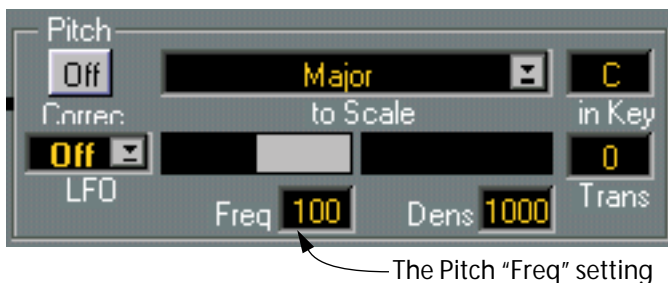 Pitch
Off
Major
C
Correc
to Scale
in Key
Off
0
LFO
Trans
Freq 100
Dens 1000
The Pitch "Freq" setting